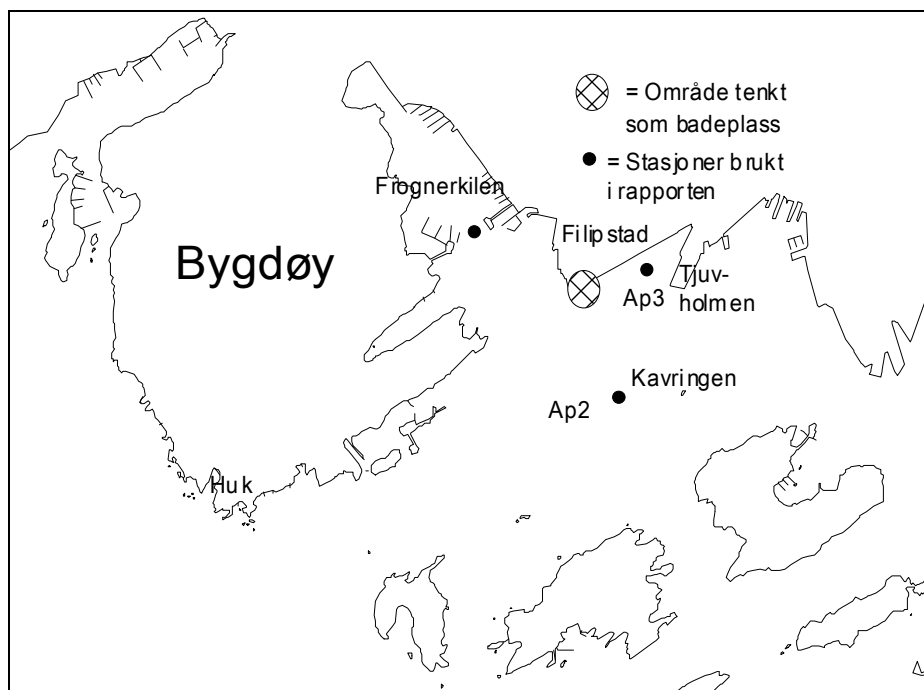 = Område tenkt
som badeplass
= Stasjoner brukt
i rapporten
Frognerkilen
Filipstad
Bygdøy
Tjuv-
holmen
Ap3
Kavringen
Ap2
Huk